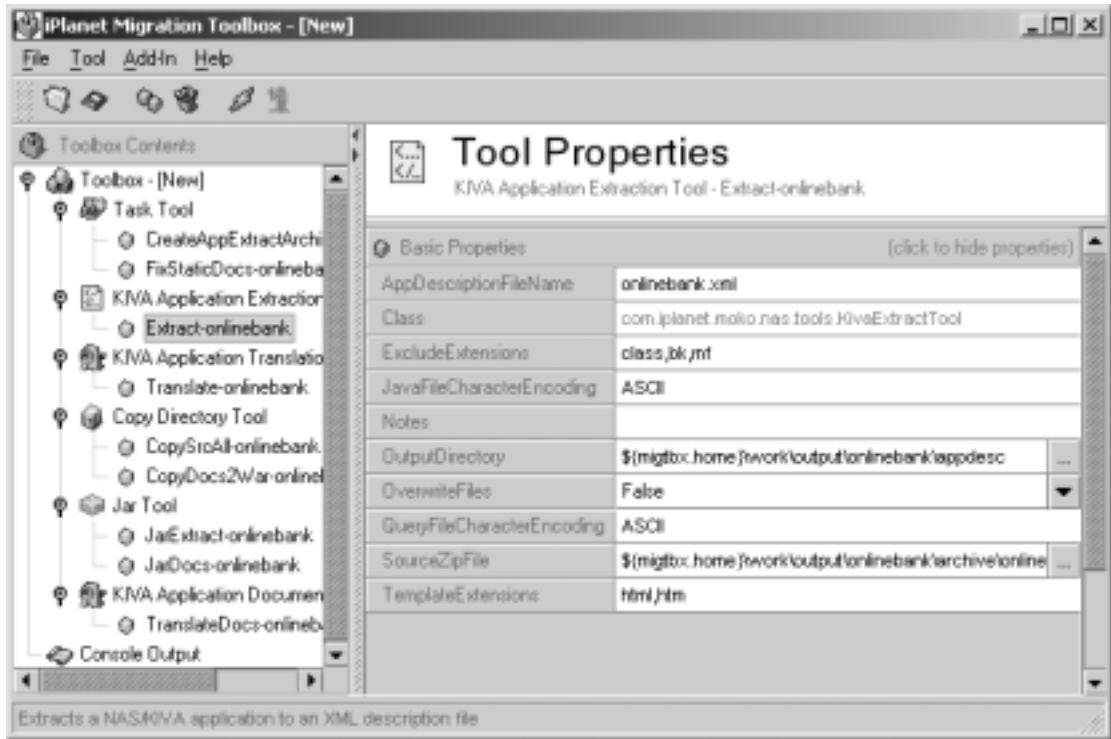 iPlanet Migration Toolbox - [New]
File Tool Add-In Help
Toolbox Contents
Toolbox - [New]
Task Tool
CreateAppExtractArchi
FixStaticDocs-onlineba
KIVA Application Extraction
Extract-onlinebank
KIVA Application Translatio
Translate-onlinebank
Copy Directory Tool
CopySrcAll-onlinebank
CopyDocs2War-onlinel
Jar Tool
JarExtract-onlinebank
JarDocs-onlinebank
KIVA Application Documen
TranslateDocs-onlineb
Console Output
Tool Properties
KIVA Application Extraction Tool - Extract-onlinebank
Basic Properties (click to hide properties)
AppDescriptionFileName onlinebank.xml
Class com.iplanet.moko.nas.tools.KivaExtractTool
ExcludeExtensions class,bk,mf
JavaFileCharacterEncoding ASCII
Notes
OutputDirectory ${migtbx.home}\work\output\onlinebank\appdesc ...
OverwriteFiles False
QueryFileCharacterEncoding ASCII
SourceZipFile ${migtbx.home}\work\output\onlinebank\archive\online ...
TemplateExtensions html,htm
Extracts a NAS/KIVA application to an XML description file